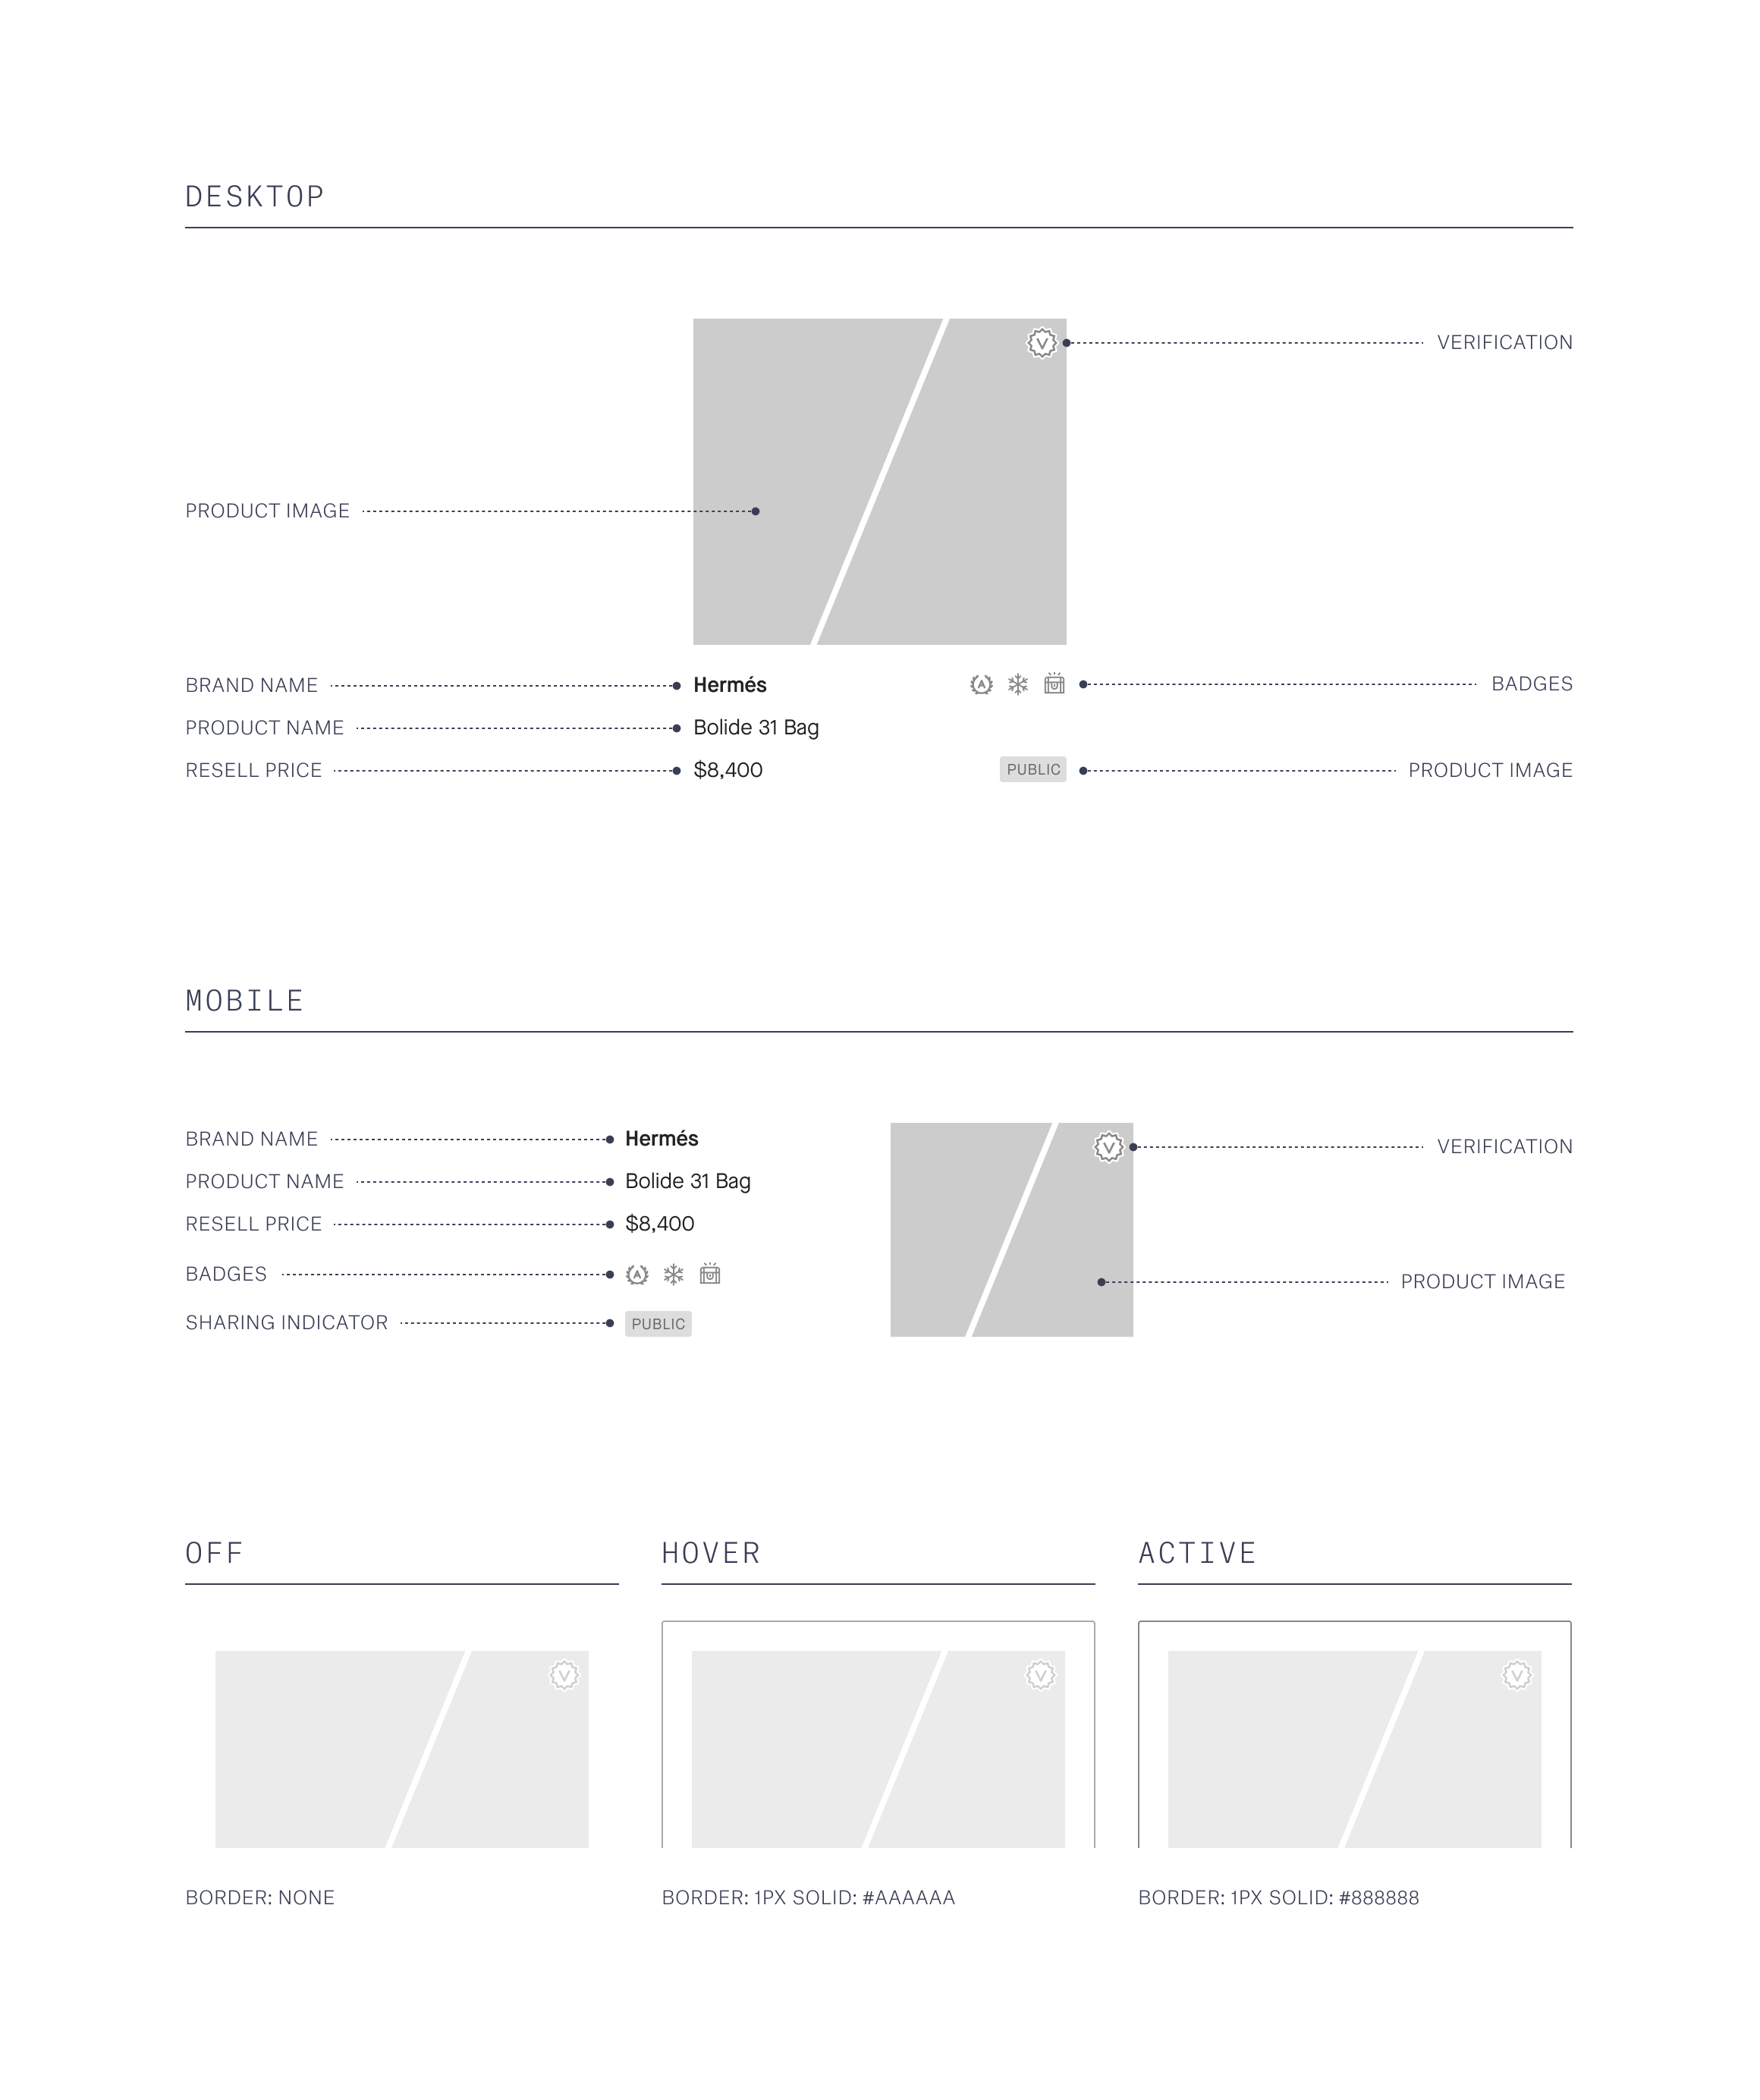 DESKTOP
V
VERIFICATION
PRODUCT IMAGE
BRAND NAME
Hermés
A
BADGES
PRODUCT NAME
Bolide 31 Bag
RESELL PRICE
$8,400
PUBLIC
PRODUCT IMAGE
MOBILE
BRAND NAME
Hermés
V
VERIFICATION
PRODUCT NAME
Bolide 31 Bag
RESELL PRICE
$8,400
BADGES
A
PRODUCT IMAGE
SHARING INDICATOR
PUBLIC
OFF
HOVER
ACTIVE
V
V
V
BORDER: NONE
BORDER: 1PX SOLID: #AAAAAA
BORDER: 1PX SOLID: #888888